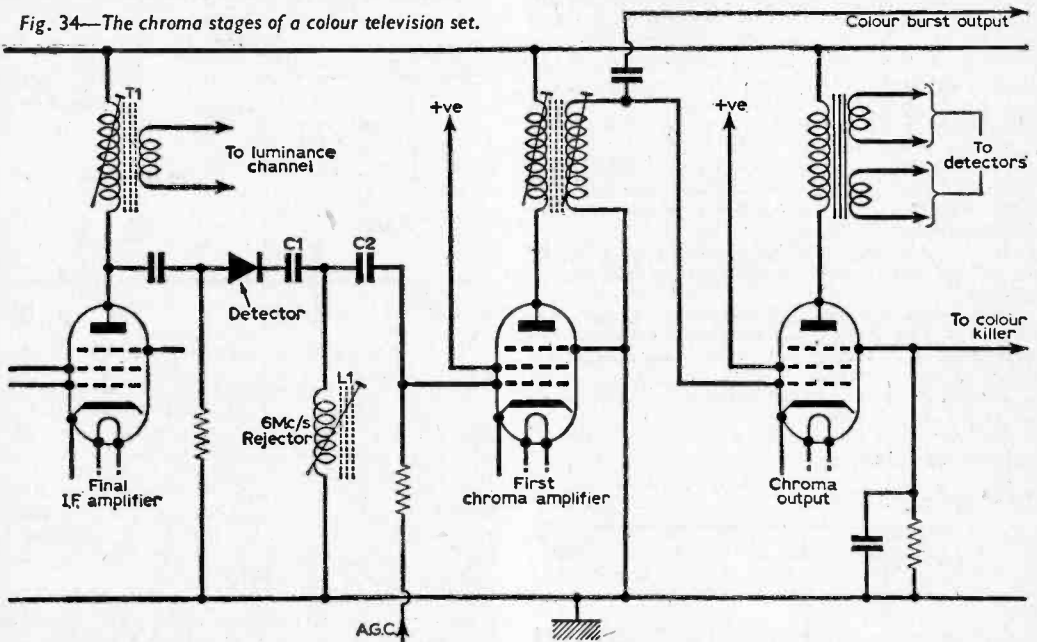 Fig. 34—The chroma stages of a colour television set.
Colour burst output
T1
+ve
+ve
To luminance
channel
To
detectors
C1
C2
Detector
To colour
killer
L1
6Mc/s
Rejector
Final
I.F. amplifier
First
chroma amplifier
Chroma
output
A.G.C.